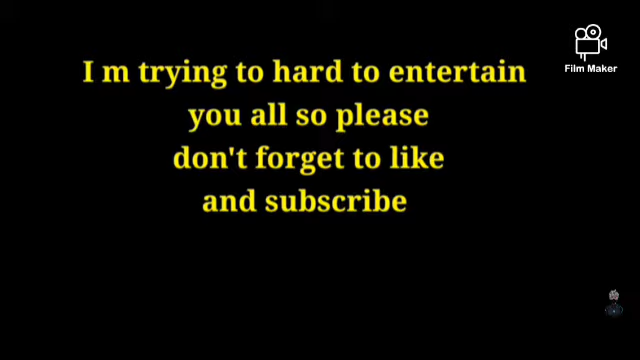 I m trying to hard to entertain
you all so please
don't forget to like
and subscribe
Film Maker